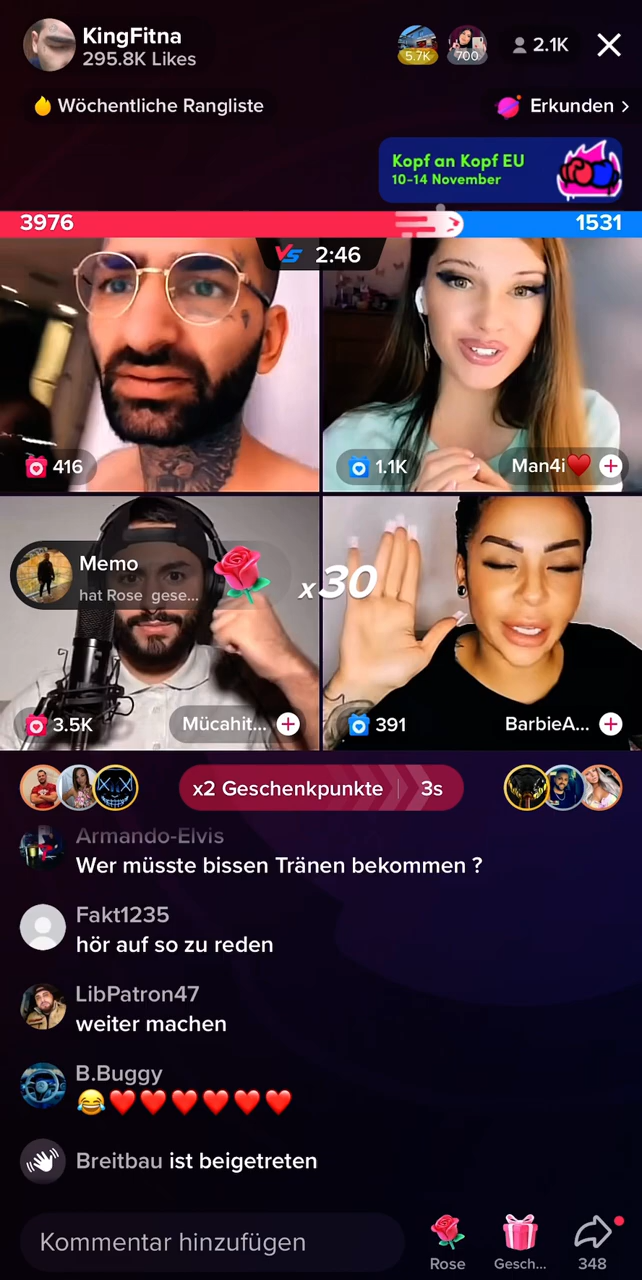 KingFitna
295.8K Likes
5.7K
700
2.1K
Wöchentliche Rangliste
Erkunden >
Kopf an Kopf EU
10-14 November
3976
1531
VS 2:46
416
1.1K
Man4i❤️
Memo
hat Rose gese...
x30
3.5K
Mücahit...
391
BarbieA...
x2 Geschenkpunkte
3s
Armando-Elvis
Wer müsste bissen Tränen bekommen ?
Fakt1235
hör auf so zu reden
LibPatron47
weiter machen
B.Buggy
😂❤️❤️❤️❤️❤️❤️
Breitbau ist beigetreten
Kommentar hinzufügen
Rose
Gesch...
348